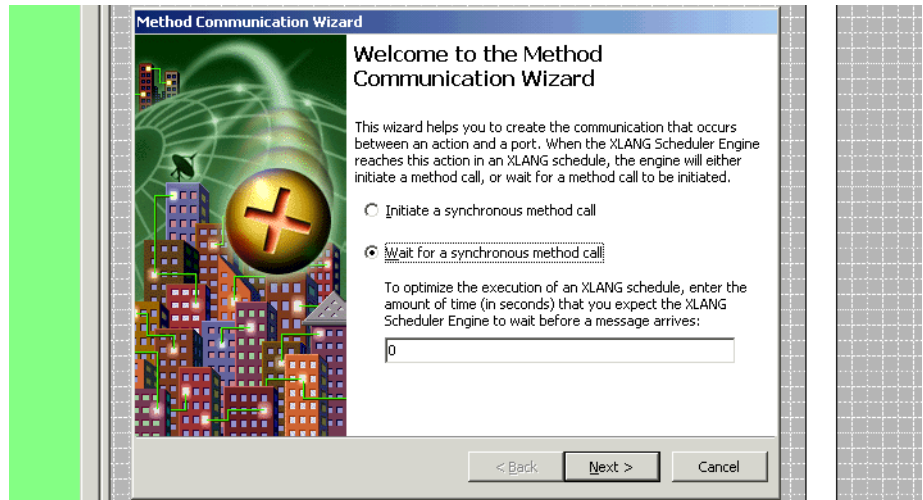 Method Communication Wizard
Welcome to the Method
Communication Wizard
This wizard helps you to create the communication that occurs
between an action and a port. When the XLANG Scheduler Engine
reaches this action in an XLANG schedule, the engine will either
initiate a method call, or wait for a method call to be initiated.
Initiate a synchronous method call
Wait for a synchronous method call
To optimize the execution of an XLANG schedule, enter the
amount of time (in seconds) that you expect the XLANG
Scheduler Engine to wait before a message arrives:
0
< Back Next > Cancel